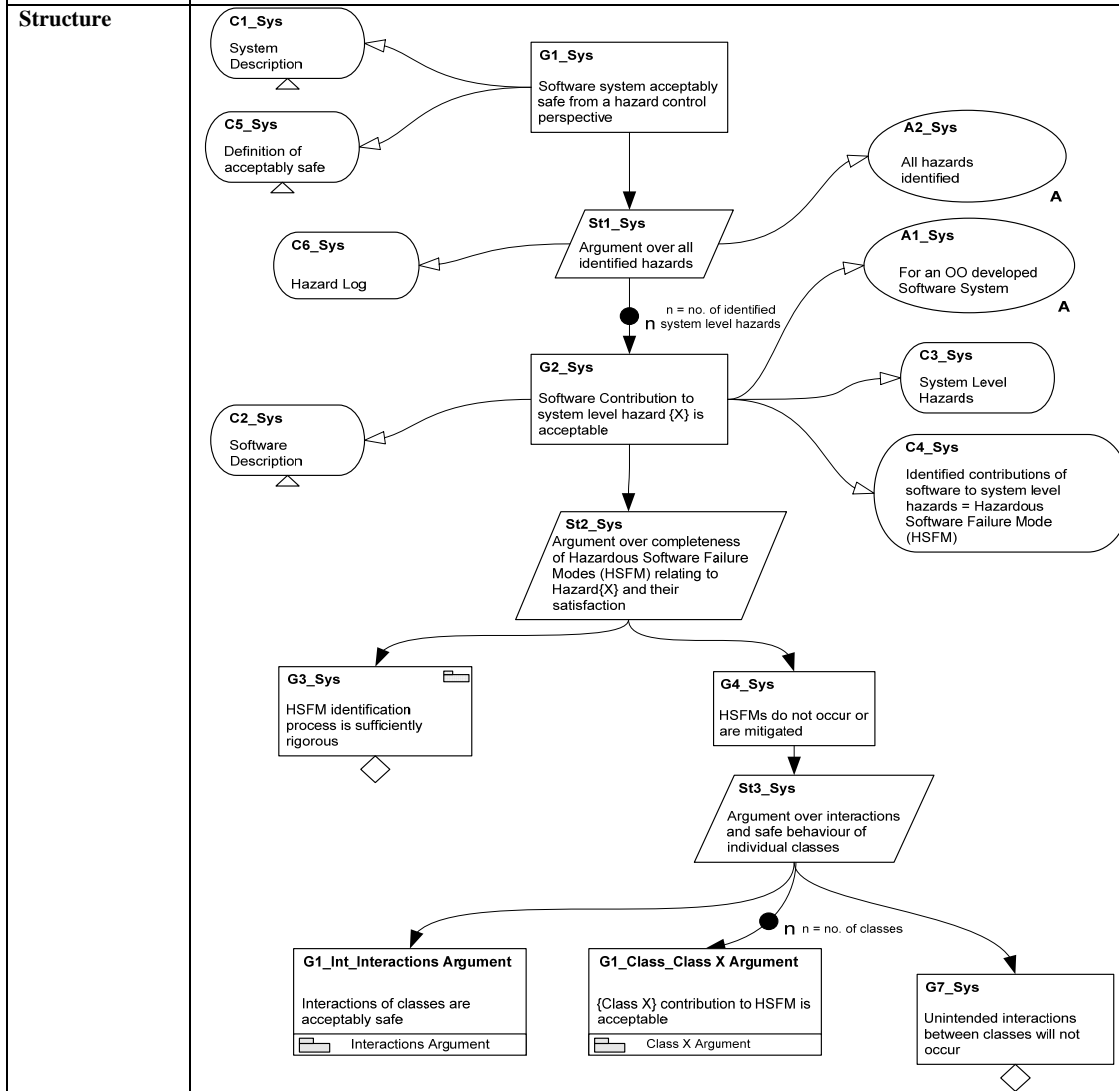 Structure
C1_Sys
System
Description
G1_Sys
Software system acceptably
safe from a hazard control
perspective
C5_Sys
Definition of
acceptably safe
A2_Sys
All hazards
identified
A
St1_Sys
Argument over all
identified hazards
C6_Sys
Hazard Log
A1_Sys
For an OO developed
Software System
A
n
n = no. of identified
system level hazards
G2_Sys
Software Contribution to
system level hazard {X} is
acceptable
C3_Sys
System Level
Hazards
C2_Sys
Software
Description
C4_Sys
Identified contributions of
software to system level
hazards = Hazardous
Software Failure Mode
(HSFM)
St2_Sys
Argument over completeness
of Hazardous Software Failure
Modes (HSFM) relating to
Hazard{X} and their
satisfaction
G3_Sys
HSFM identification
process is sufficiently
rigorous
G4_Sys
HSFMs do not occur or
are mitigated
St3_Sys
Argument over interactions
and safe behaviour of
individual classes
n n = no. of classes
G1_Int_Interactions Argument
Interactions of classes are
acceptably safe
Interactions Argument
G1_Class_Class X Argument
{Class X} contribution to HSFM is
acceptable
Class X Argument
G7_Sys
Unintended interactions
between classes will not
occur